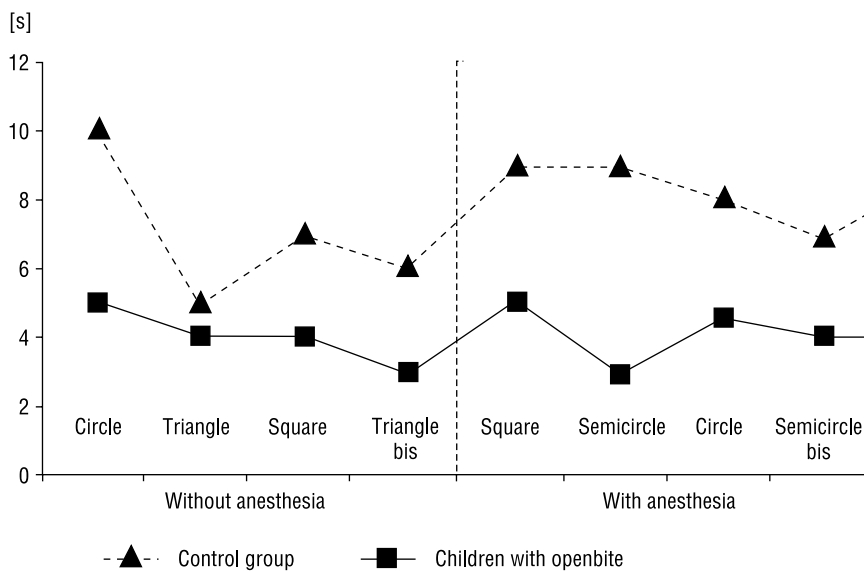 [s]
12
10
8
6
4
2
0
Circle Triangle Square Triangle bis Square Semicircle Circle Semicircle bis
Without anesthesia With anesthesia
Control group Children with openbite